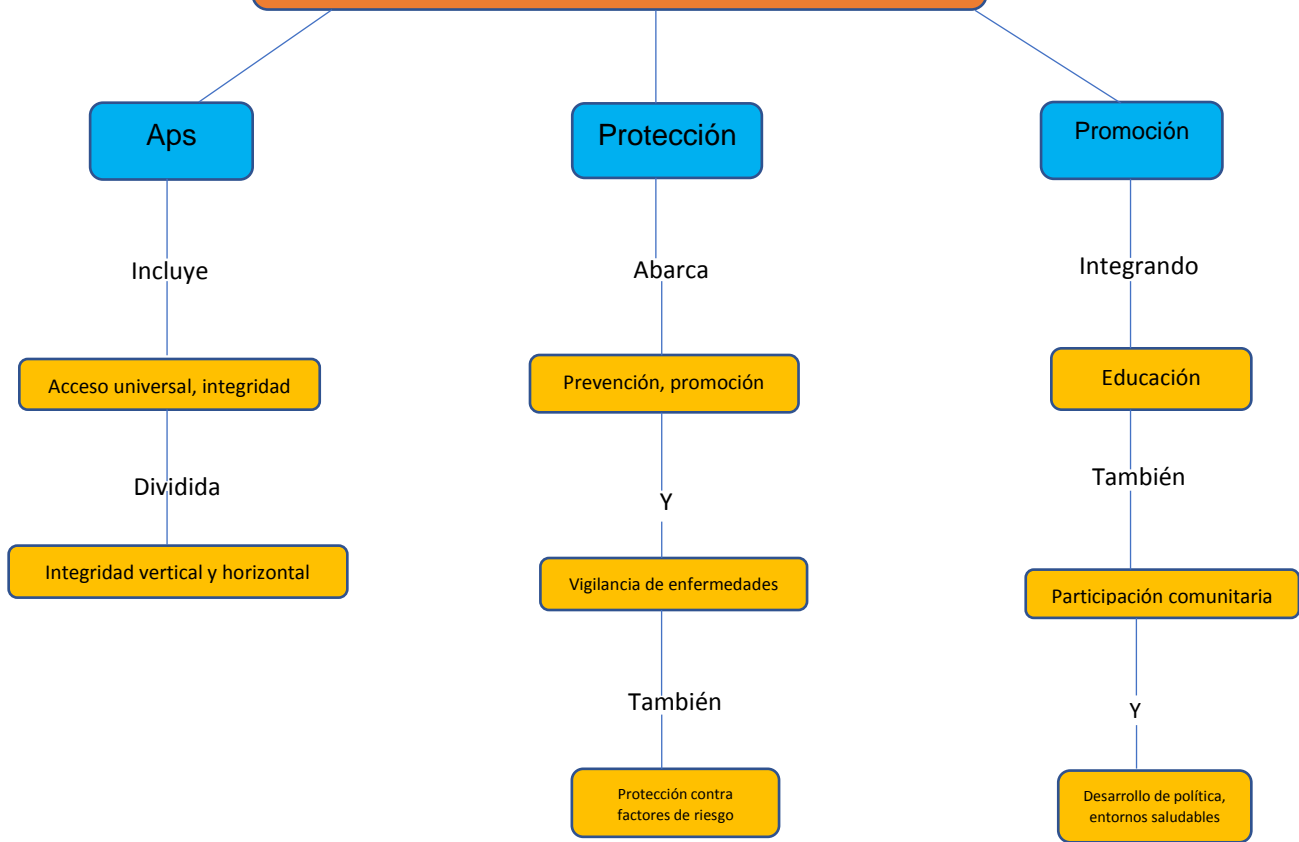 Aps
Protección
Promoción
Incluye
Abarca
Integrando
Acceso universal, integridad
Prevención, promoción
Educación
Dividida
Y
También
Integridad vertical y horizontal
Vigilancia de enfermedades
Participación comunitaria
También
Y
Protección contra
factores de riesgo
Desarrollo de política,
entornos saludables